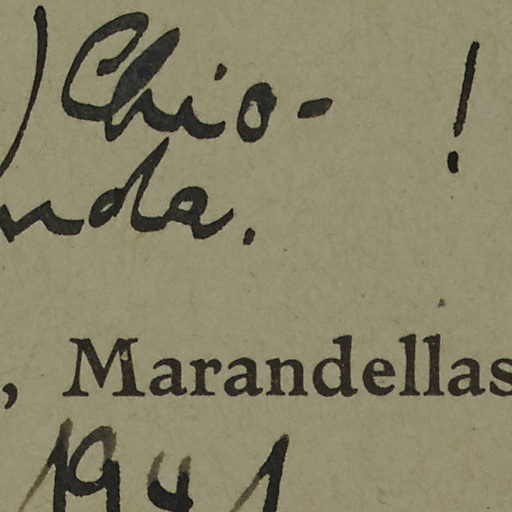 ) Chio- !
nda.
, Marandellas
1941